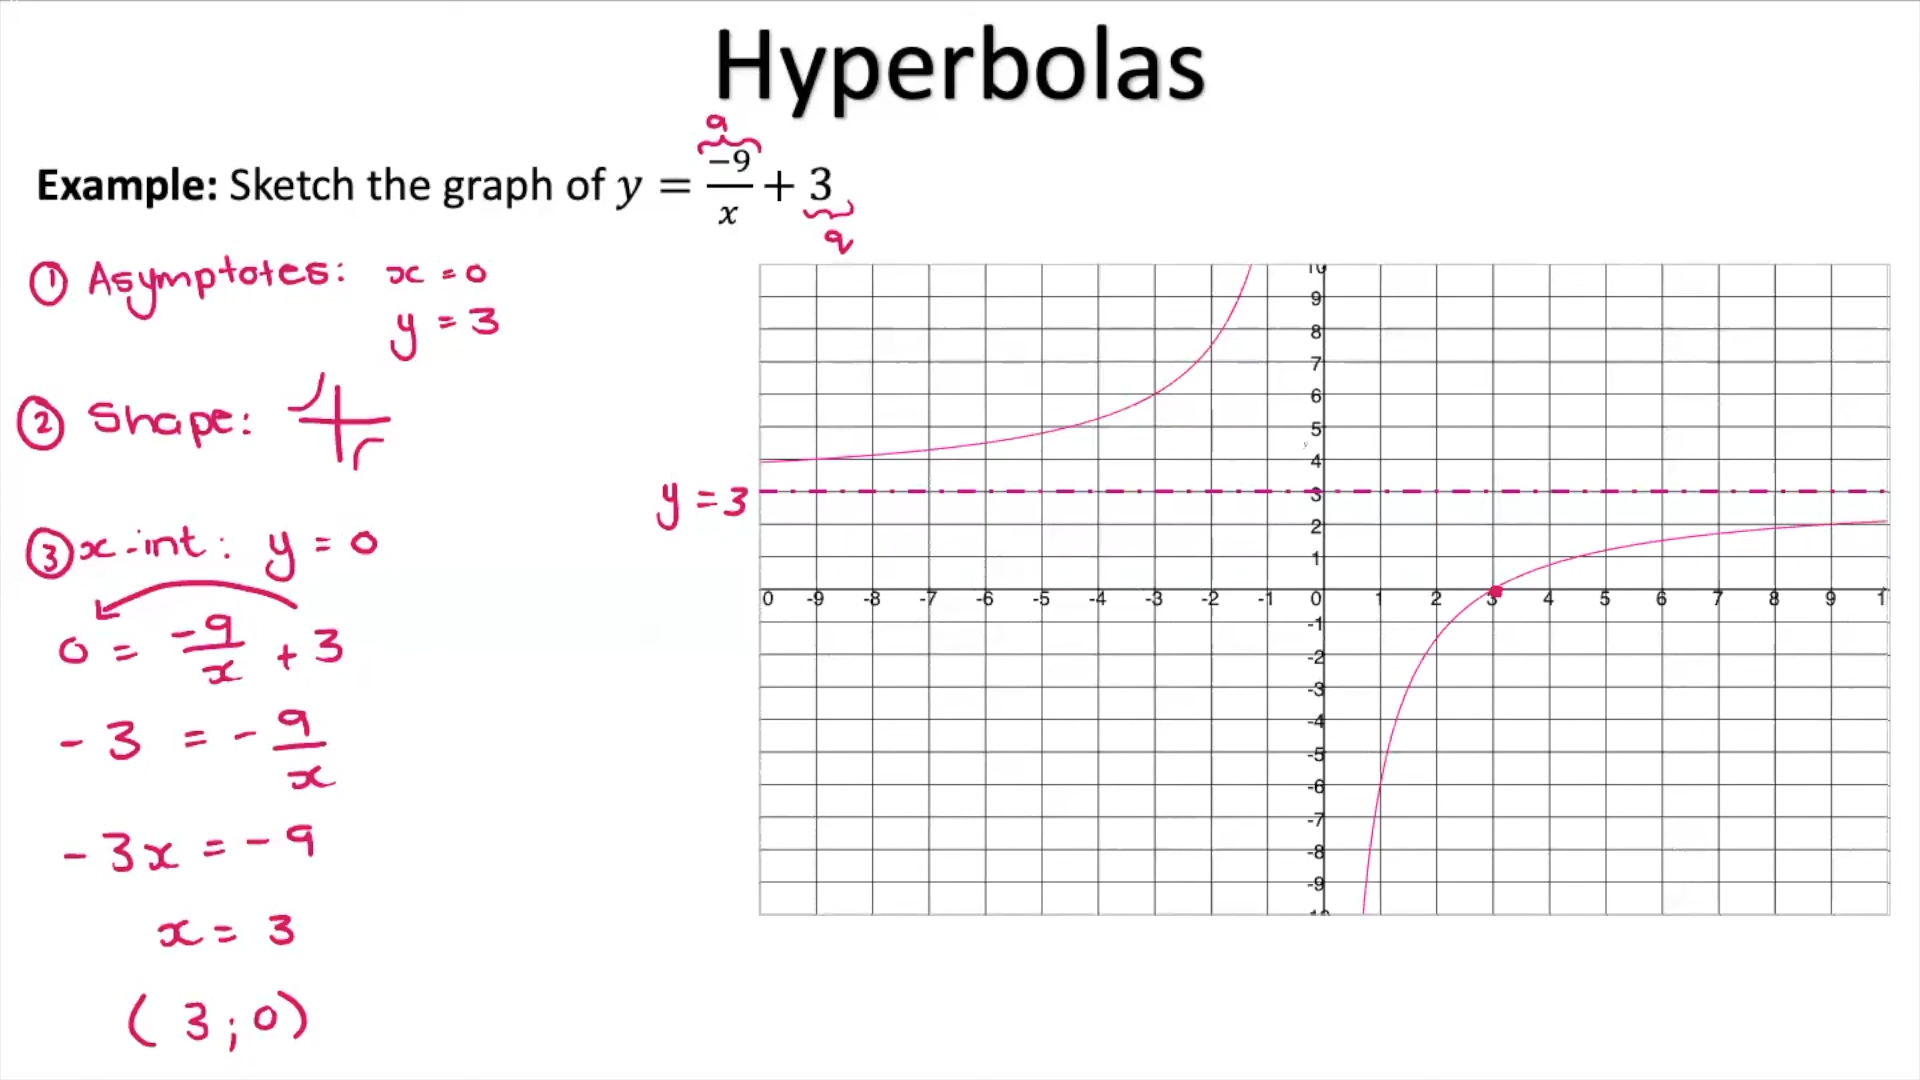 Hyperbolas
a
Example: Sketch the graph of y = -9/x + 3
q
① Asymptotes: x = 0
y = 3
② Shape:
③ x-int: y = 0
0 = -9/x + 3
-3 = -9/x
-3x = -9
x = 3
(3;0)
y = 3
10
9
8
7
6
5
y
4
3
2
1
0 -9 -8 -7 -6 -5 -4 -3 -2 -1 0 1 2 3 4 5 6 7 8 9 1
-1
-2
-3
-4
-5
-6
-7
-8
-9
-10